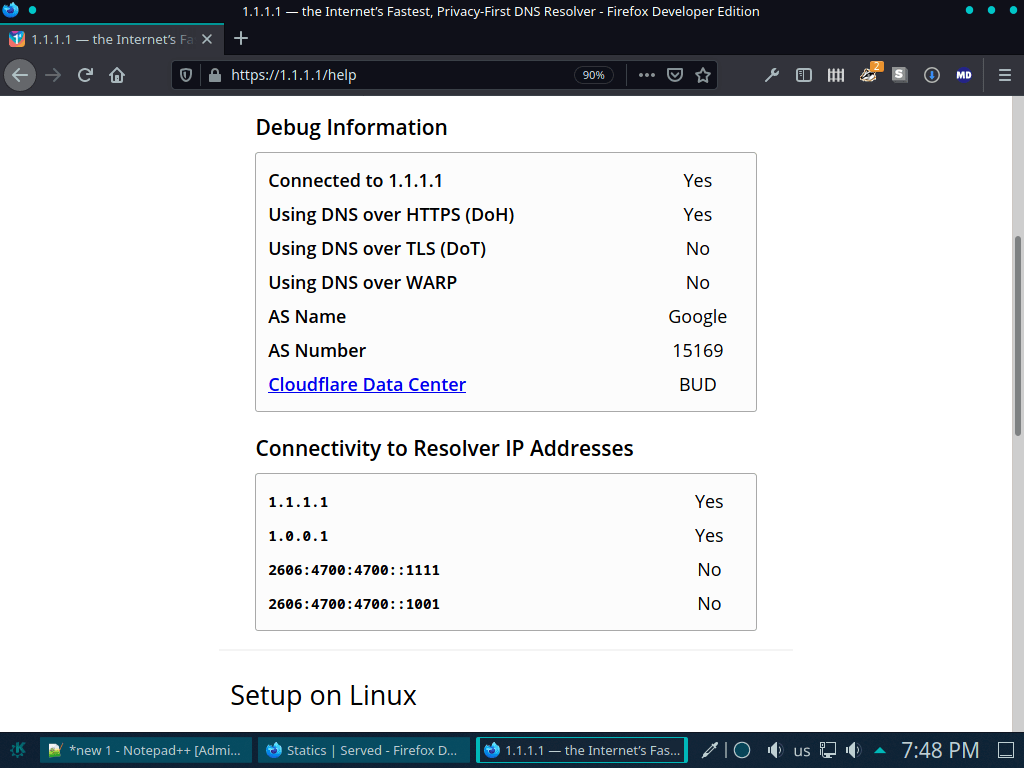 1.1.1.1 — the Internet’s Fastest, Privacy-First DNS Resolver - Firefox Developer Edition
1.1.1.1 — the Internet’s Fa
https://1.1.1.1/help
90%
2
S
MD
Debug Information
Connected to 1.1.1.1 Yes
Using DNS over HTTPS (DoH) Yes
Using DNS over TLS (DoT) No
Using DNS over WARP No
AS Name Google
AS Number 15169
Cloudflare Data Center BUD
Connectivity to Resolver IP Addresses
1.1.1.1 Yes
1.0.0.1 Yes
2606:4700:4700::1111 No
2606:4700:4700::1001 No
Setup on Linux
*new 1 - Notepad++ [Admi... Statics | Served - Firefox D... 1.1.1.1 — the Internet’s Fas... us 7:48 PM